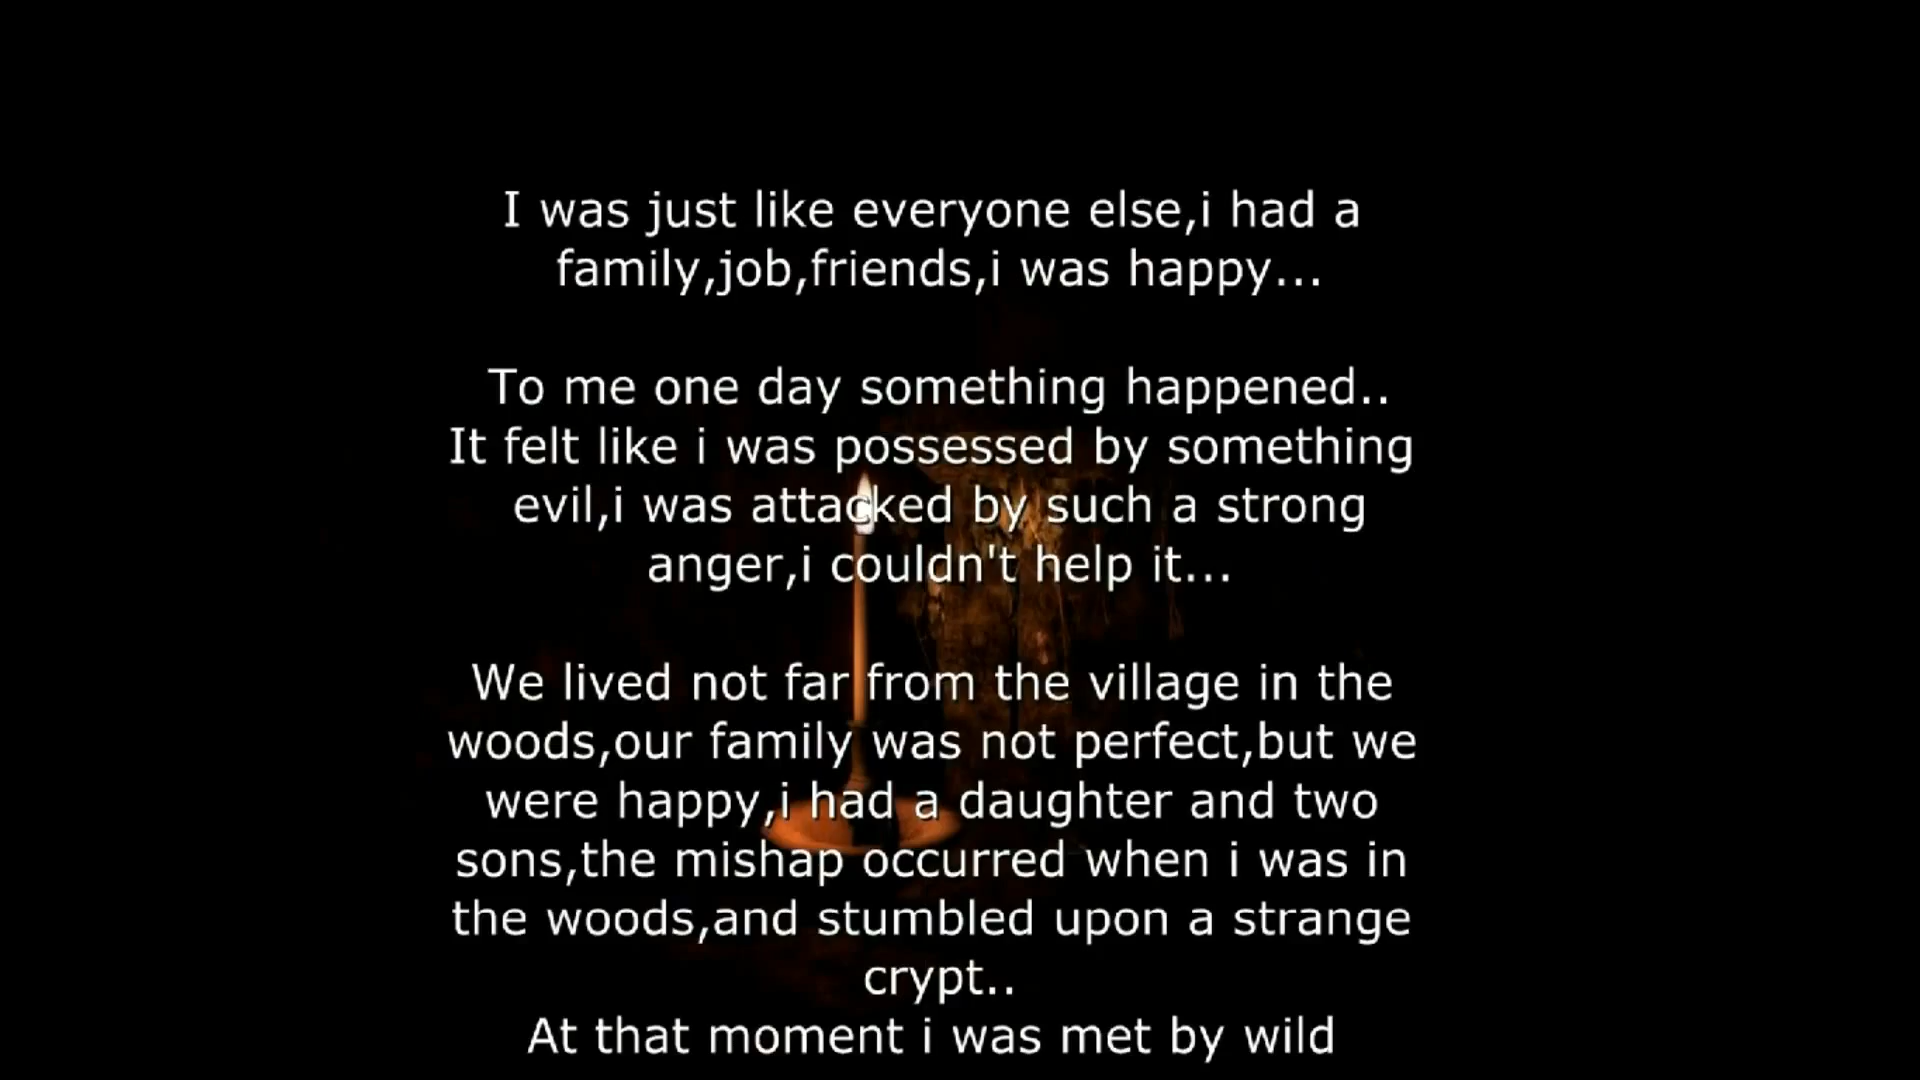 I was just like everyone else,i had a
family,job,friends,i was happy...
To me one day something happened..
It felt like i was possessed by something
evil,i was attacked by such a strong
anger,i couldn't help it...
We lived not far from the village in the
woods,our family was not perfect,but we
were happy,i had a daughter and two
sons,the mishap occurred when i was in
the woods,and stumbled upon a strange
crypt..
At that moment i was met by wild